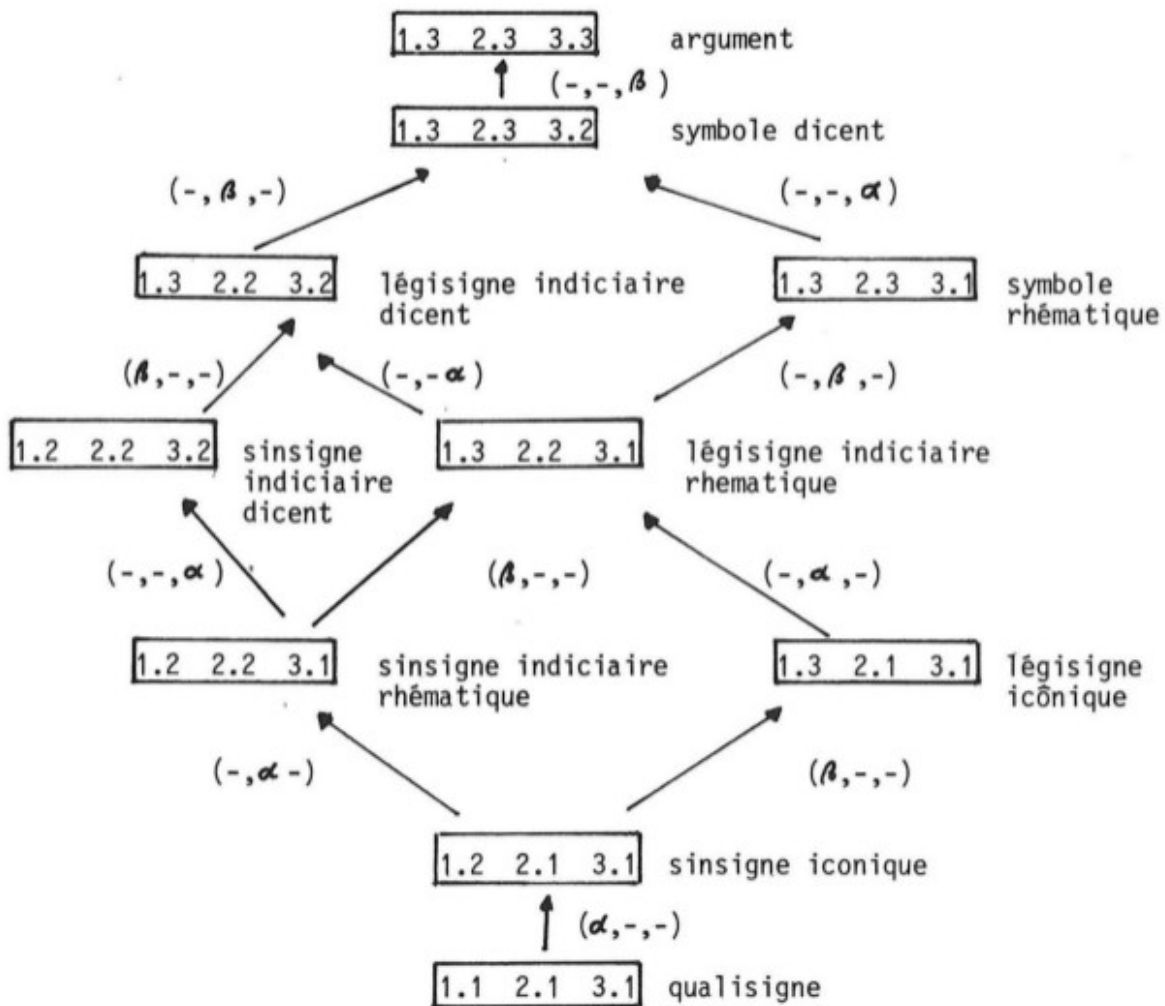 1.3 2.3 3.3 argument
(-,-,β)
1.3 2.3 3.2 symbole dicent
(-,β,-) (-,-,α)
1.3 2.2 3.2 légisigne indiciaire
dicent
1.3 2.3 3.1 symbole
rhématique
(β,-,-) (-,-α) (-,β,-)
1.2 2.2 3.2 sinsigne
indiciaire
dicent
1.3 2.2 3.1 légisigne indiciaire
rhematique
(-,-,α) (β,-,-) (-,α,-)
1.2 2.2 3.1 sinsigne indiciaire
rhématique
1.3 2.1 3.1 légisigne
icônique
(-,α-) (β,-,-)
1.2 2.1 3.1 sinsigne iconique
(α,-,-)
1.1 2.1 3.1 qualisigne